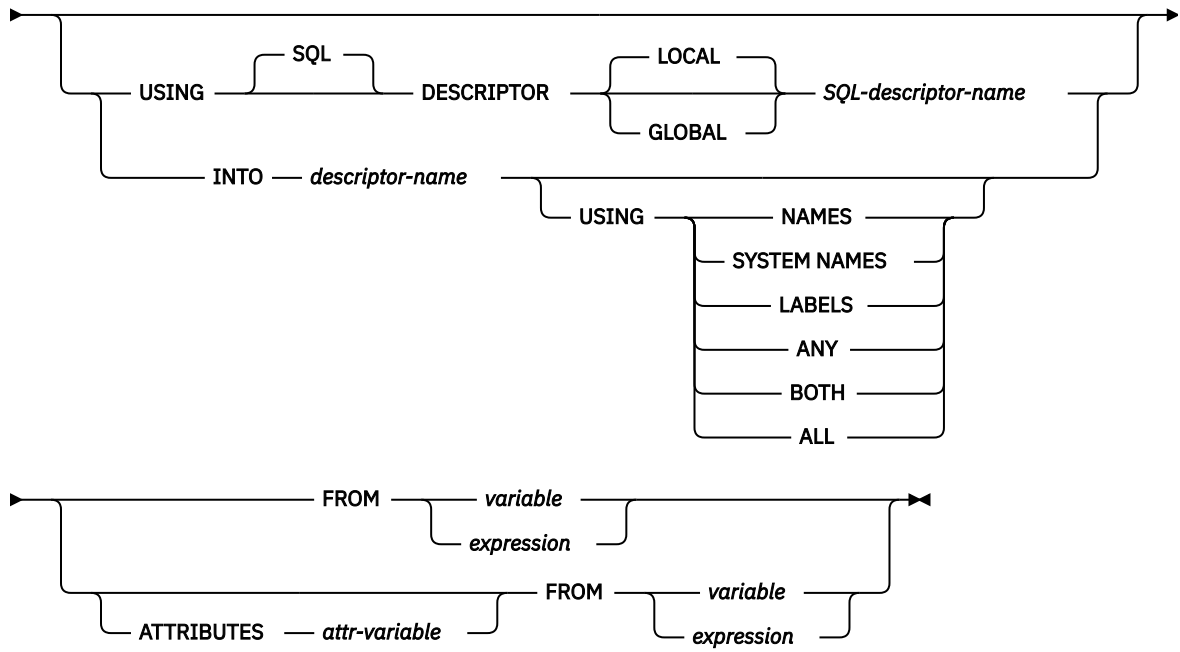 SQL
LOCAL
USING DESCRIPTOR SQL-descriptor-name
GLOBAL
INTO descriptor-name
USING NAMES
SYSTEM NAMES
LABELS
ANY
BOTH
ALL
FROM variable
expression
FROM variable
ATTRIBUTES attr-variable expression